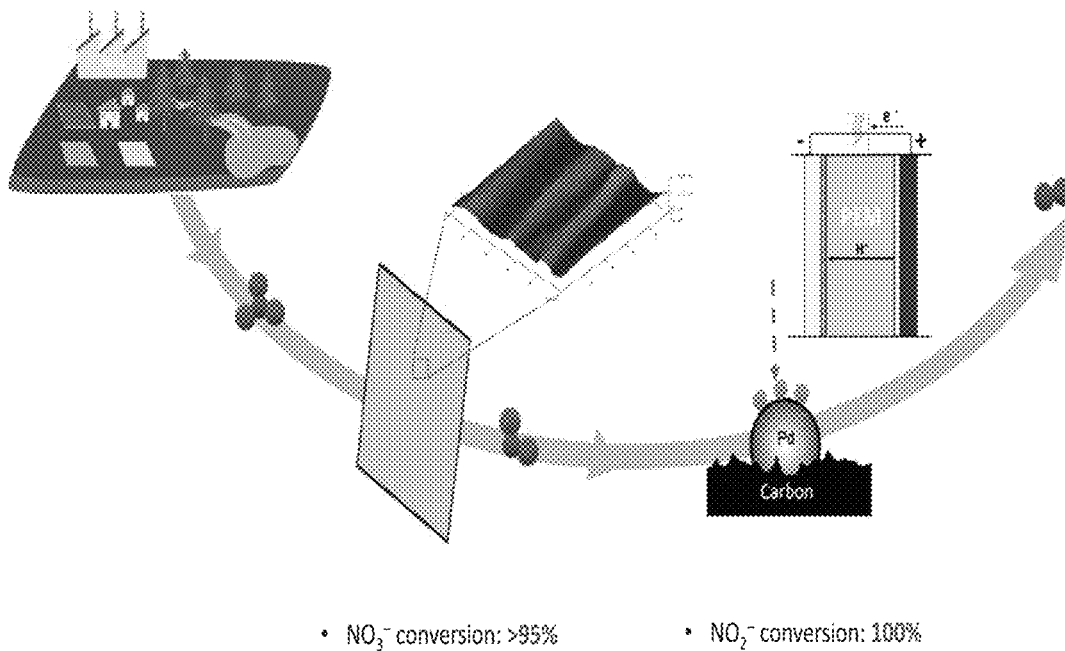 e⁻
- +
H⁺
Pd
Carbon
• NO₃⁻ conversion: >95%
• NO₂⁻ conversion: 100%